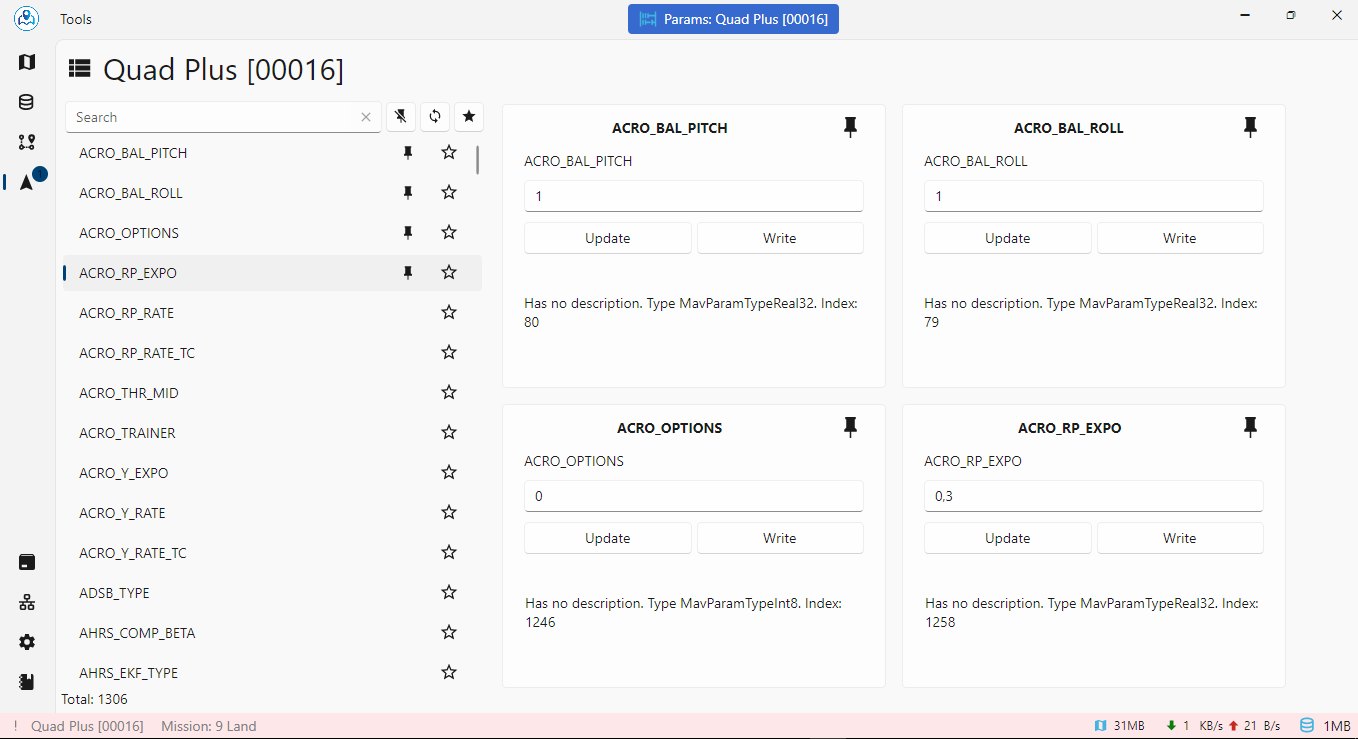 Tools
Params: Quad Plus [00016]
Quad Plus [00016]
Search
ACRO_BAL_PITCH
ACRO_BAL_ROLL
ACRO_OPTIONS
ACRO_RP_EXPO
ACRO_RP_RATE
ACRO_RP_RATE_TC
ACRO_THR_MID
ACRO_TRAINER
ACRO_Y_EXPO
ACRO_Y_RATE
ACRO_Y_RATE_TC
ADSB_TYPE
AHRS_COMP_BETA
AHRS_EKF_TYPE
Total: 1306
ACRO_BAL_PITCH
ACRO_BAL_PITCH
1
Update Write
Has no description. Type MavParamTypeReal32. Index:
80
ACRO_BAL_ROLL
ACRO_BAL_ROLL
1
Update Write
Has no description. Type MavParamTypeReal32. Index:
79
ACRO_OPTIONS
ACRO_OPTIONS
0
Update Write
Has no description. Type MavParamTypeInt8. Index:
1246
ACRO_RP_EXPO
ACRO_RP_EXPO
0,3
Update Write
Has no description. Type MavParamTypeReal32. Index:
1258
! Quad Plus [00016] Mission: 9 Land 31MB 1 KB/s 21 B/s 1MB